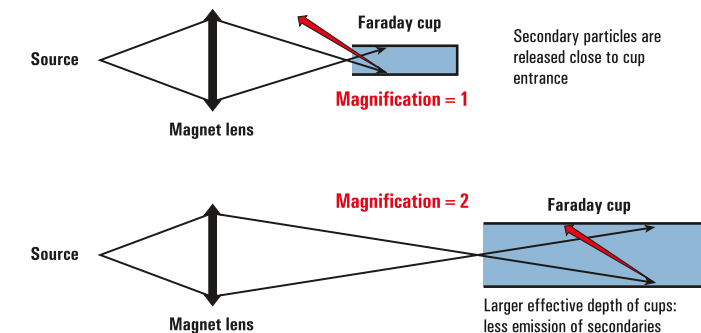 Faraday cup
Secondary particles are
released close to cup
entrance
Source
Magnification = 1
Magnet lens
Magnification = 2
Faraday cup
Source
Larger effective depth of cups:
less emission of secondaries
Magnet lens